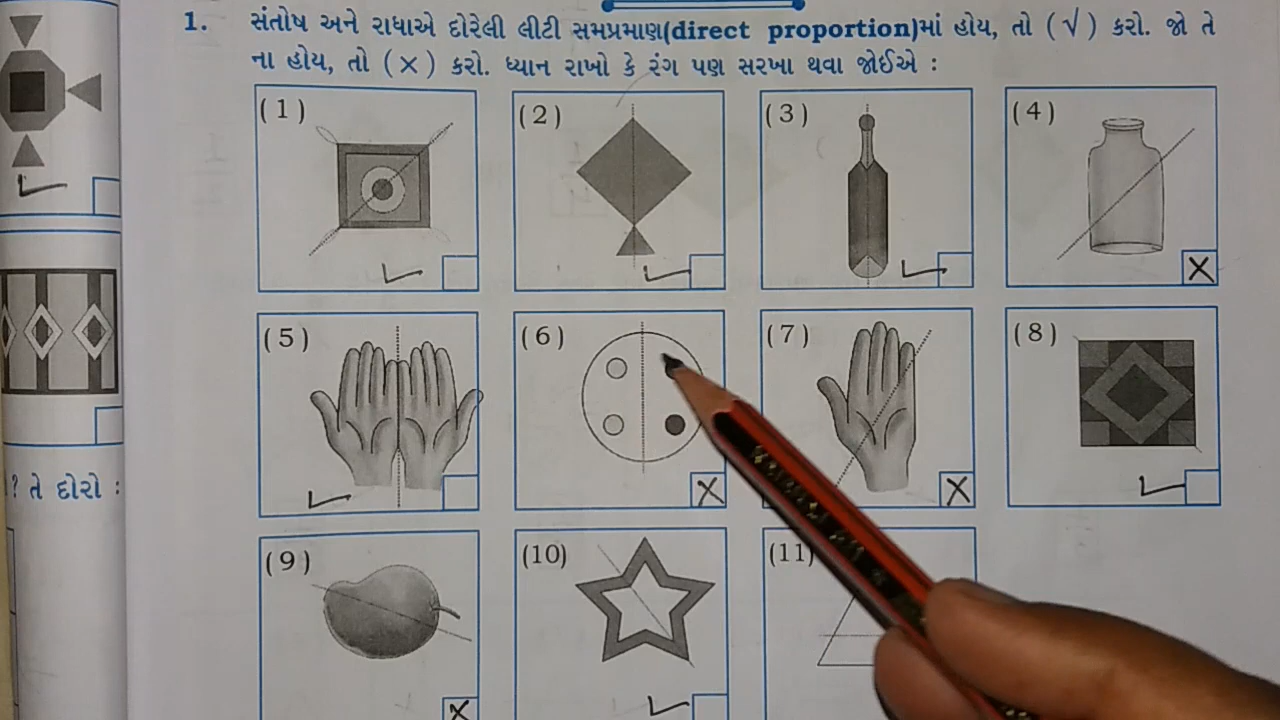 1. સંતોષ અને રાધાએ દોરેલી લીટી સમપ્રમાણ(direct proportion)માં હોય, તો (√) કરો. જો તે
ના હોય, તો (×) કરો. ધ્યાન રાખો કે રંગ પણ સરખા થવા જોઈએ :
(1) (2) (3) (4)
(5) (6) (7) (8)
(9) (10) (11)
? તે દોરો :